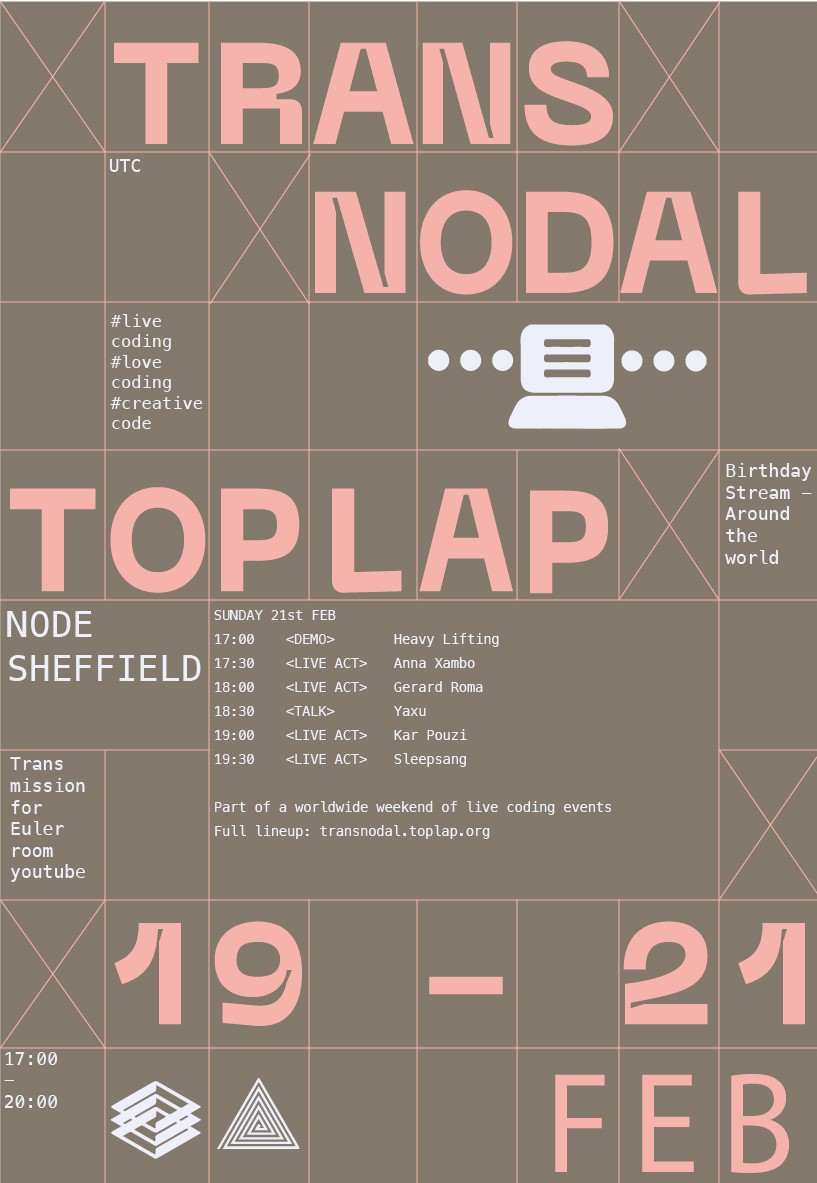 TRANS
UTC
NODAL
#live
coding
#love
coding
#creative
code
TOPLAP
Birthday
Stream –
Around
the
world
NODE
SHEFFIELD
SUNDAY 21st FEB
17:00 <DEMO> Heavy Lifting
17:30 <LIVE ACT> Anna Xambo
18:00 <LIVE ACT> Gerard Roma
18:30 <TALK> Yaxu
19:00 <LIVE ACT> Kar Pouzi
19:30 <LIVE ACT> Sleepsang
Part of a worldwide weekend of live coding events
Full lineup: transnodal.toplap.org
Trans
mission
for
Euler
room
youtube
19 – 21
17:00
–
20:00
FEB